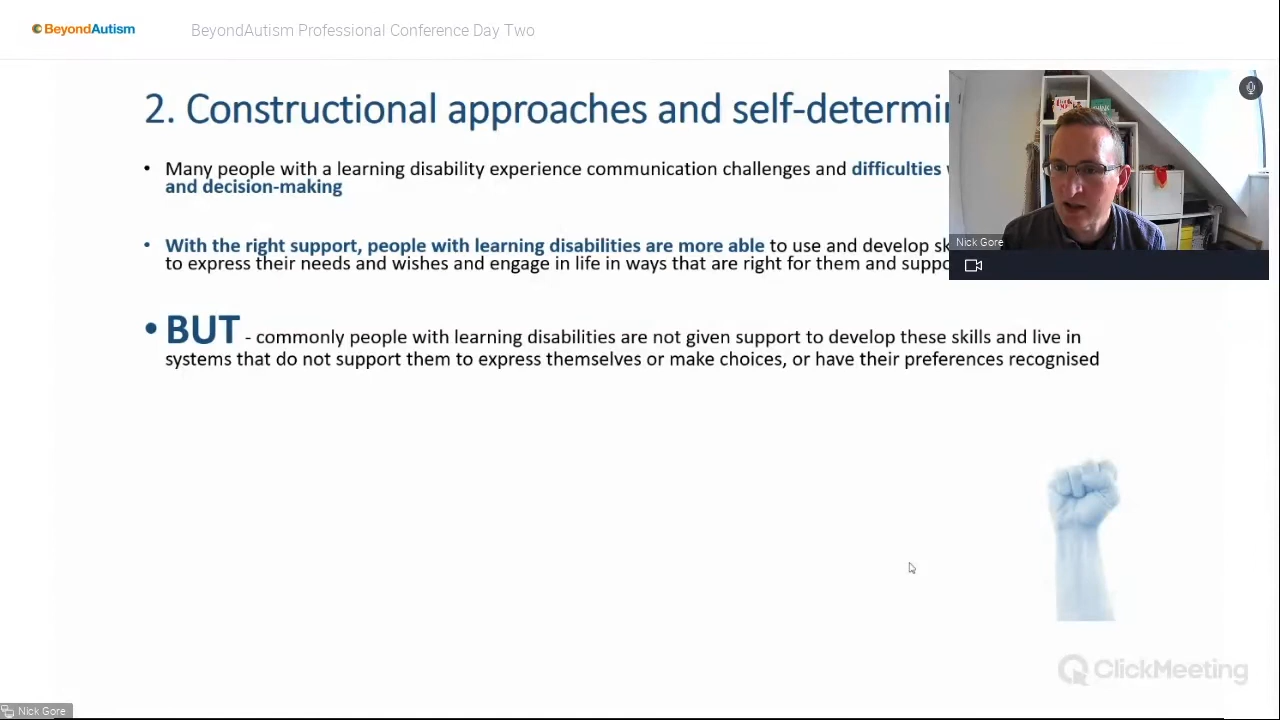 BeyondAutism
BeyondAutism Professional Conference Day Two
2. Constructional approaches and self-determin
• Many people with a learning disability experience communication challenges and difficulties
and decision-making
• With the right support, people with learning disabilities are more able to use and develop sk
to express their needs and wishes and engage in life in ways that are right for them and suppo
• BUT - commonly people with learning disabilities are not given support to develop these skills and live in
systems that do not support them to express themselves or make choices, or have their preferences recognised
Nick Gore
ClickMeeting
Nick Gore